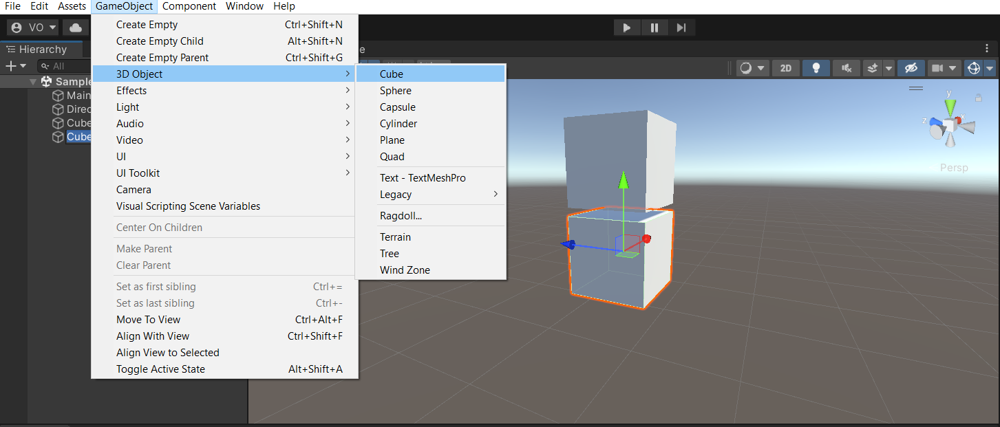 File Edit Assets GameObject Component Window Help
VO
Hierarchy
All
Sample
Main
Direc
Cube
Cube
Create Empty Ctrl+Shift+N
Create Empty Child Alt+Shift+N
Create Empty Parent Ctrl+Shift+G
3D Object
Effects
Light
Audio
Video
UI
UI Toolkit
Camera
Visual Scripting Scene Variables
Center On Children
Make Parent
Clear Parent
Set as first sibling Ctrl+=
Set as last sibling Ctrl+-
Move To View Ctrl+Alt+F
Align With View Ctrl+Shift+F
Align View to Selected
Toggle Active State Alt+Shift+A
Cube
Sphere
Capsule
Cylinder
Plane
Quad
Text - TextMeshPro
Legacy
Ragdoll...
Terrain
Tree
Wind Zone
e
2D
y
x
z
Persp